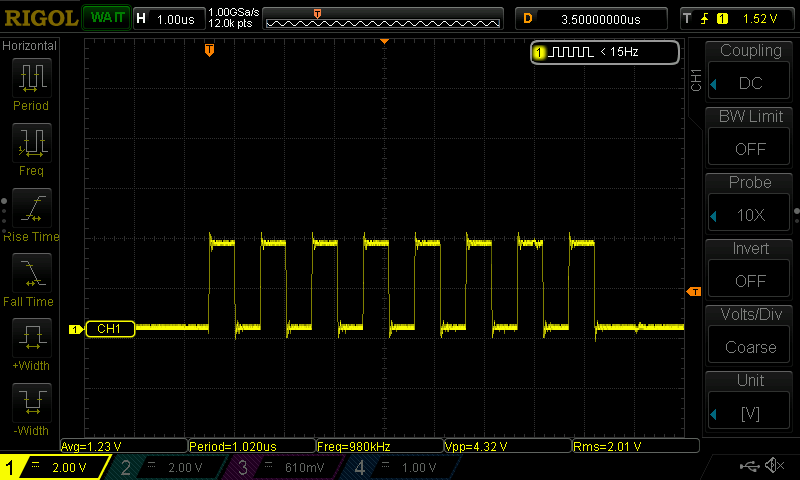 RIGOL WAIT H 1.00us 1.00GSa/s 12.0k pts T D 3.50000000us T 1 1.52 V
Horizontal
Period
Freq
Rise Time
Fall Time
+Width
-Width
T
1 < 15Hz
1 CH1
T
CH1
Coupling
DC
BW Limit
OFF
Probe
10X
Invert
OFF
Volts/Div
Coarse
Unit
[V]
Avg=1.23 V Period=1.020us Freq=980kHz Vpp=4.32 V Rms=2.01 V
1 2.00 V 2 2.00 V 3 610mV 4 1.00 V